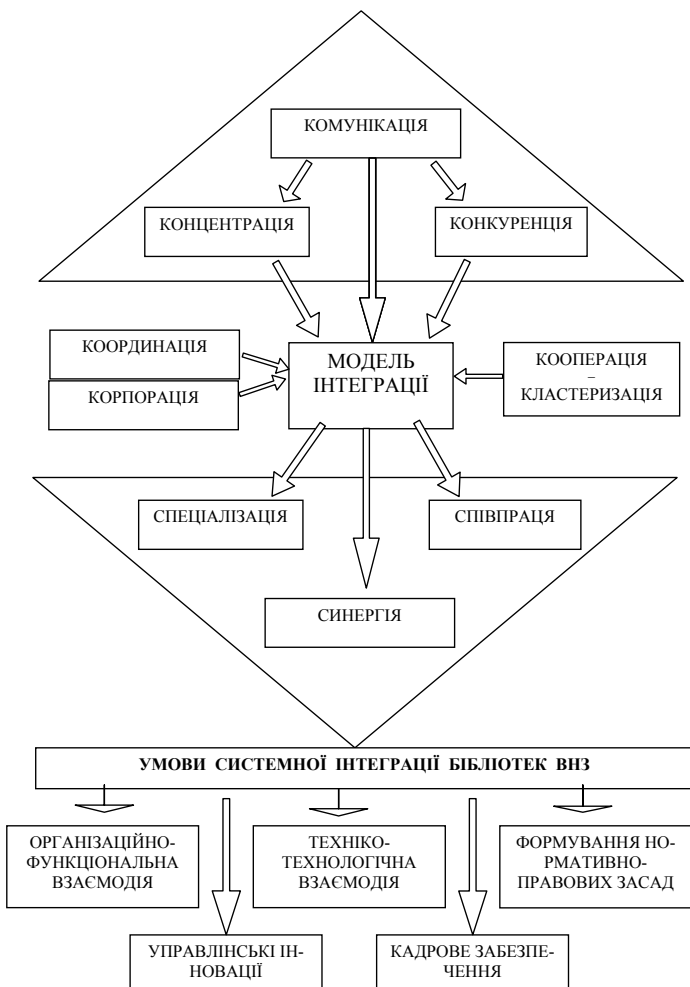 КОМУНІКАЦІЯ
КОНЦЕНТРАЦІЯ
КОНКУРЕНЦІЯ
КООРДИНАЦІЯ
КОРПОРАЦІЯ
МОДЕЛЬ
ІНТЕГРАЦІЇ
КООПЕРАЦІЯ
–
КЛАСТЕРИЗАЦІЯ
СПЕЦІАЛІЗАЦІЯ
СПІВПРАЦЯ
СИНЕРГІЯ
УМОВИ СИСТЕМНОЇ ІНТЕГРАЦІЇ БІБЛІОТЕК ВНЗ
ОРГАНІЗАЦІЙНО-
ФУНКЦІОНАЛЬНА
ВЗАЄМОДІЯ
ТЕХНІКО-
ТЕХНОЛОГІЧНА
ВЗАЄМОДІЯ
ФОРМУВАННЯ НО-
РМАТИВНО-
ПРАВОВИХ ЗАСАД
УПРАВЛІНСЬКІ ІН-
НОВАЦІЇ
КАДРОВЕ ЗАБЕЗПЕ-
ЧЕННЯ